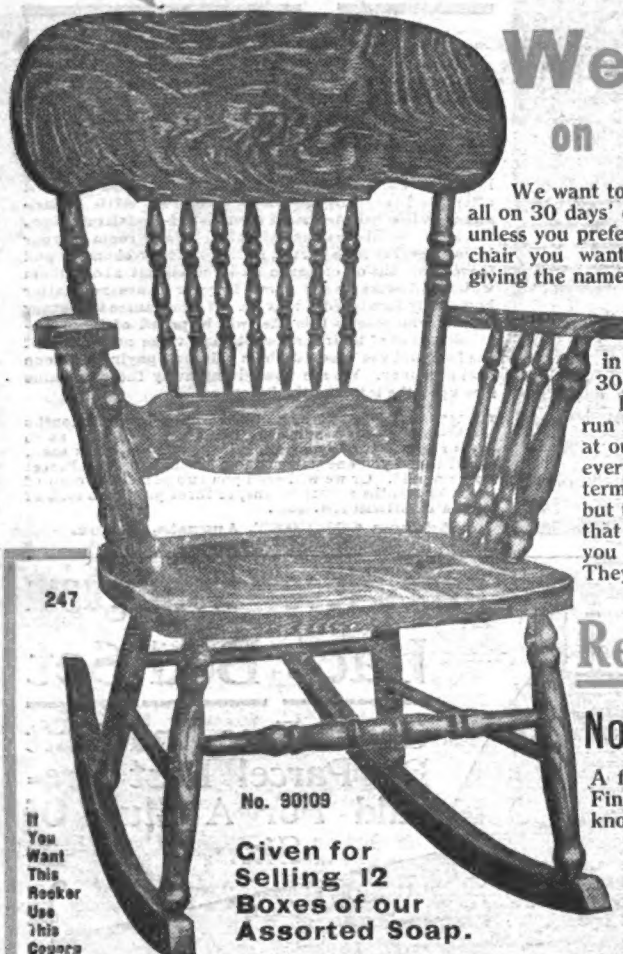 We
on
We want to
all on 30 days'
unless you prefe
chair you want
giving the name
in
30
run
at ou
ever
term
but
that
you
They
247
Re
No
A f
Fin
kno
No. 90109
Given for
Selling 12
Boxes of our
Assorted Soap.
If
You
Want
This
Rocker
Use
This